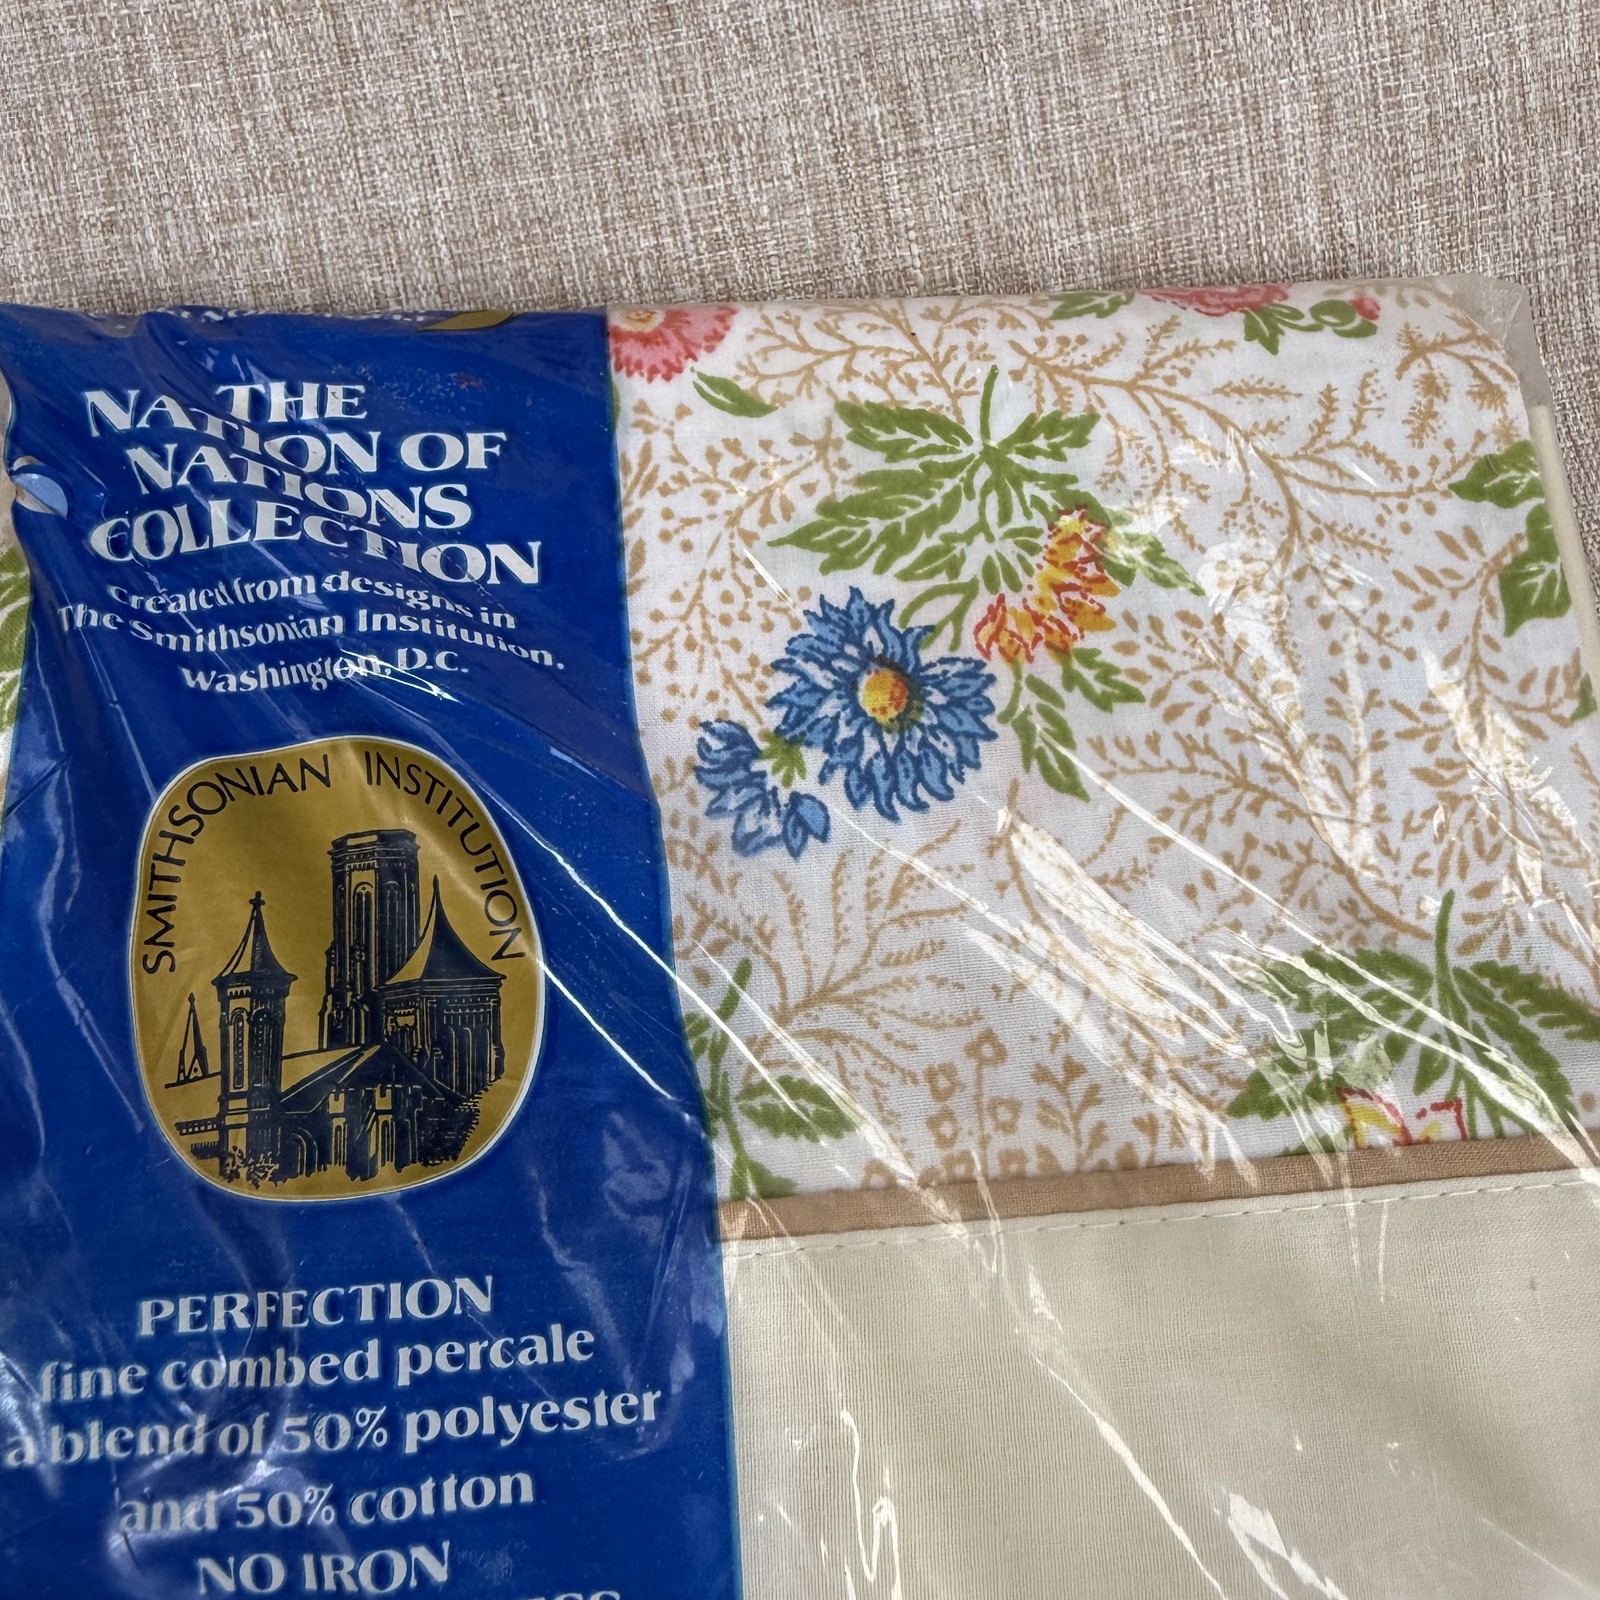 THE
NATION OF
NATIONS
COLLECTION
created from designs in
The Smithsonian Institution.
Washington, D.C.
SMITHSONIAN INSTITUTION
PERFECTION
fine combed percale
a blend of 50% polyester
and 50% cotton
NO IRON